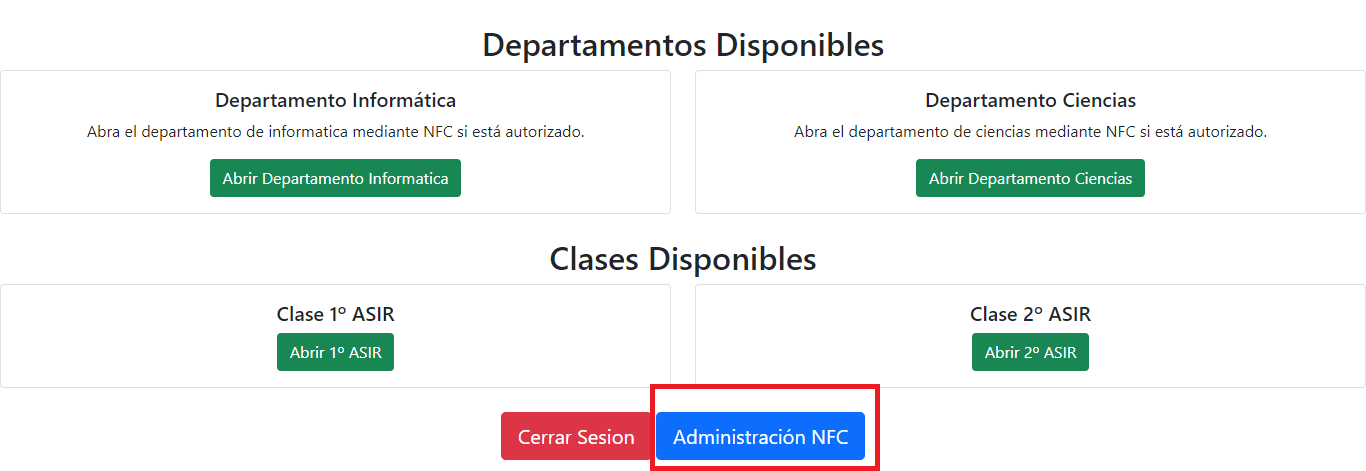 Departamentos Disponibles
Departamento Informática
Abra el departamento de informatica mediante NFC si está autorizado.
Abrir Departamento Informatica
Departamento Ciencias
Abra el departamento de ciencias mediante NFC si está autorizado.
Abrir Departamento Ciencias
Clases Disponibles
Clase 1º ASIR
Abrir 1º ASIR
Clase 2º ASIR
Abrir 2º ASIR
Cerrar Sesion
Administración NFC